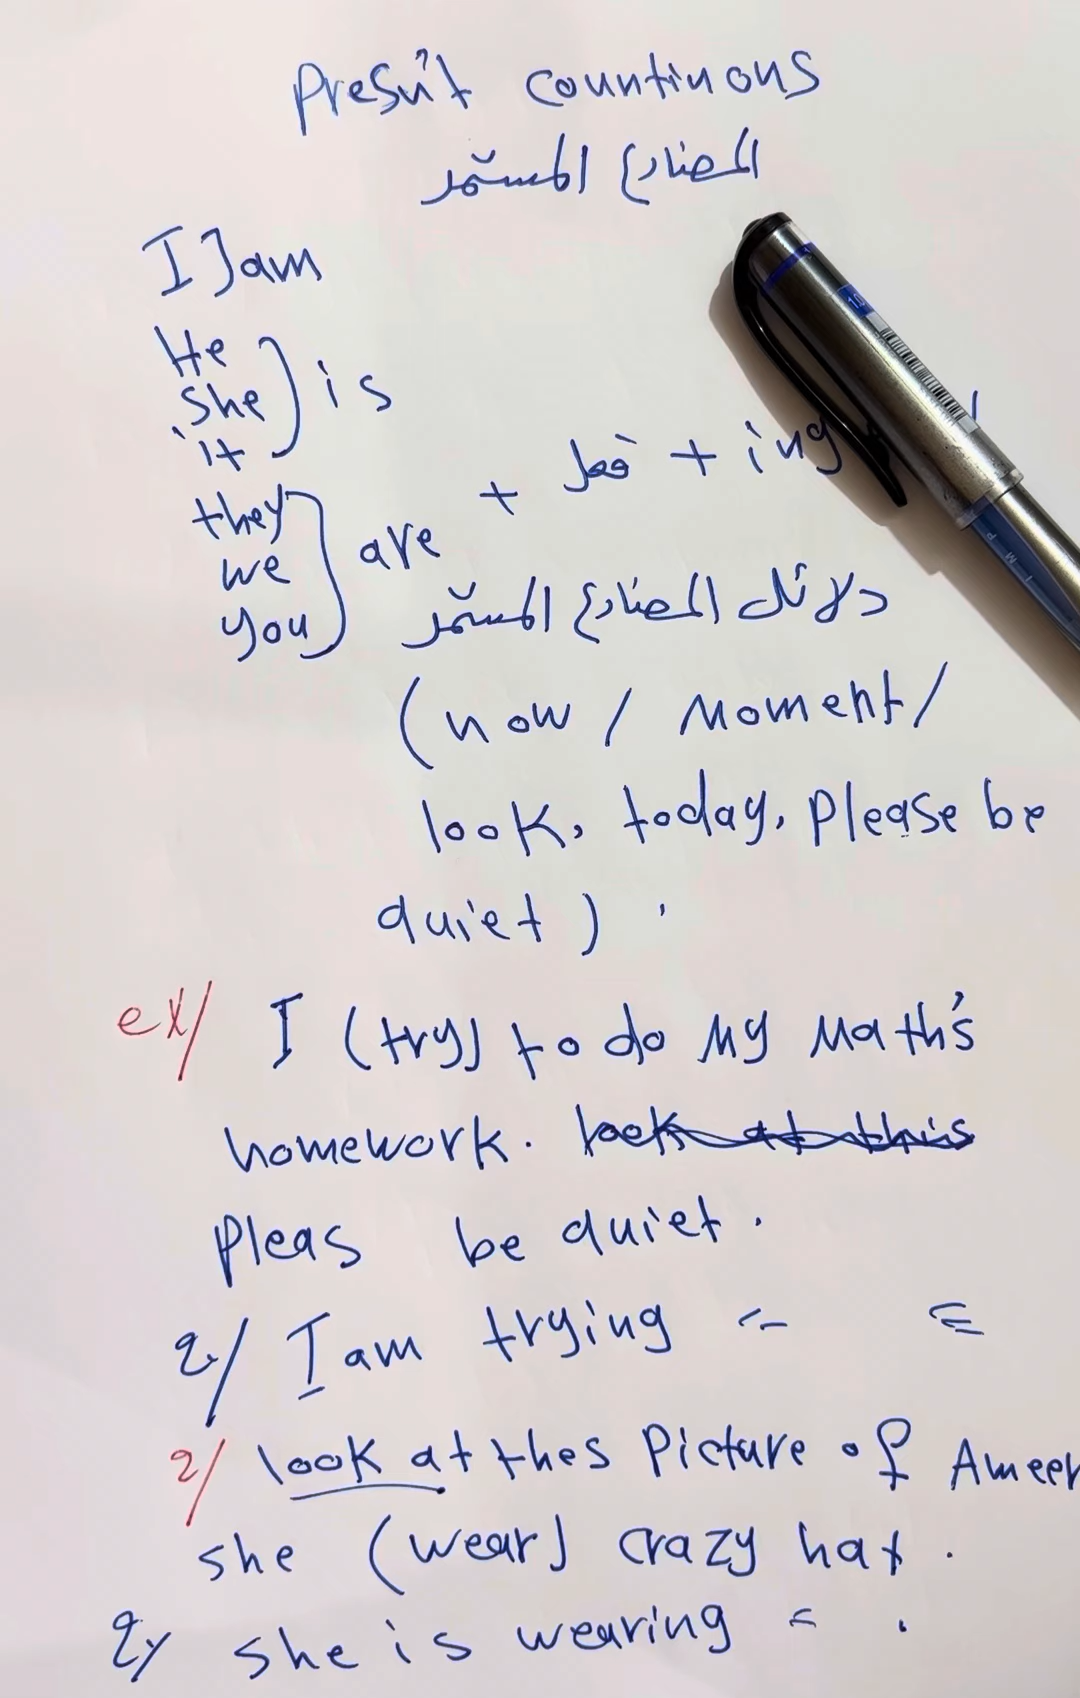 Present countinous
المضارع المستمر
I ] am
He
she ) is
it
+ فعل + ing
they
we } are
you
دلائل المضارع المستمر
(now / Moment /
look, today, Please be
quiet) .
ex/ I (try) to do My Math's
homework. look at this
Pleas be quiet.
I am trying = =
2/ look at thes Picture of Ameer
she (wear) crazy hat.
she is wearing = .